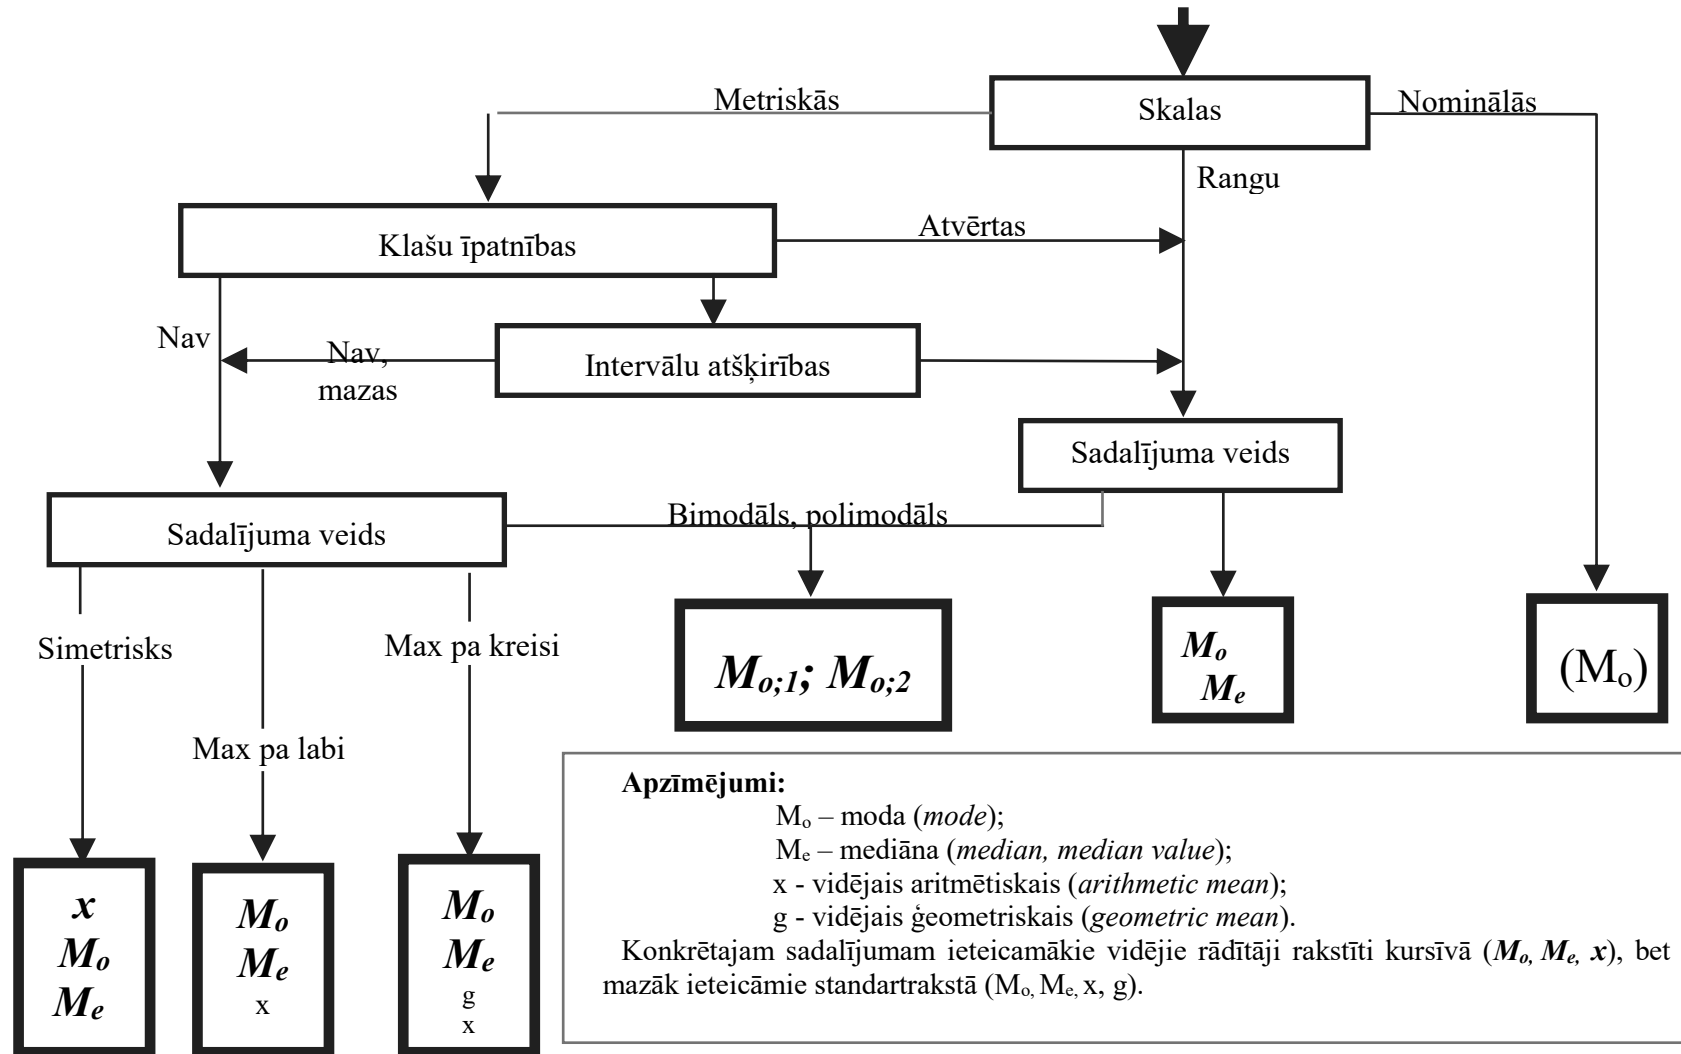 Metriskās
Skalas
Nominālās
Rangu
Klašu īpatnības
Atvērtas
Nav
Nav,
mazas
Intervālu atšķirības
Sadalījuma veids
Sadalījuma veids
Bimodāls, polimodāls
Simetrisks
Max pa labi
Max pa kreisi
Mo;1; Mo;2
Mo
Me
(Mo)
x
Mo
Me
Mo
Me
x
Mo
Me
g
x
Apzīmējumi:
Mo – moda (mode);
Me – mediāna (median, median value);
x - vidējais aritmētiskais (arithmetic mean);
g - vidējais ģeometriskais (geometric mean).
Konkrētajam sadalījumam ieteicamākie vidējie rādītāji rakstīti kursīvā (Mo, Me, x), bet
mazāk ieteicāmie standartrakstā (Mo, Me, x, g).